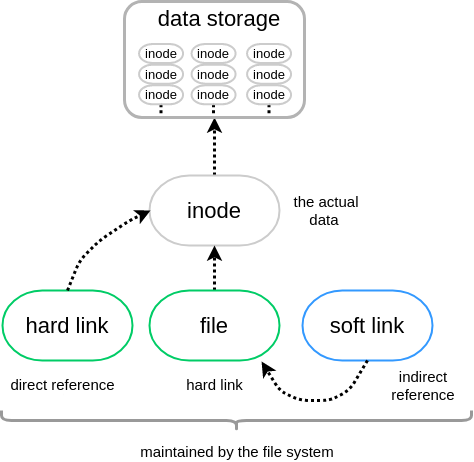 data storage
inode inode inode
inode inode inode
inode inode inode
inode
the actual
data
hard link file soft link
direct reference hard link indirect
reference
maintained by the file system